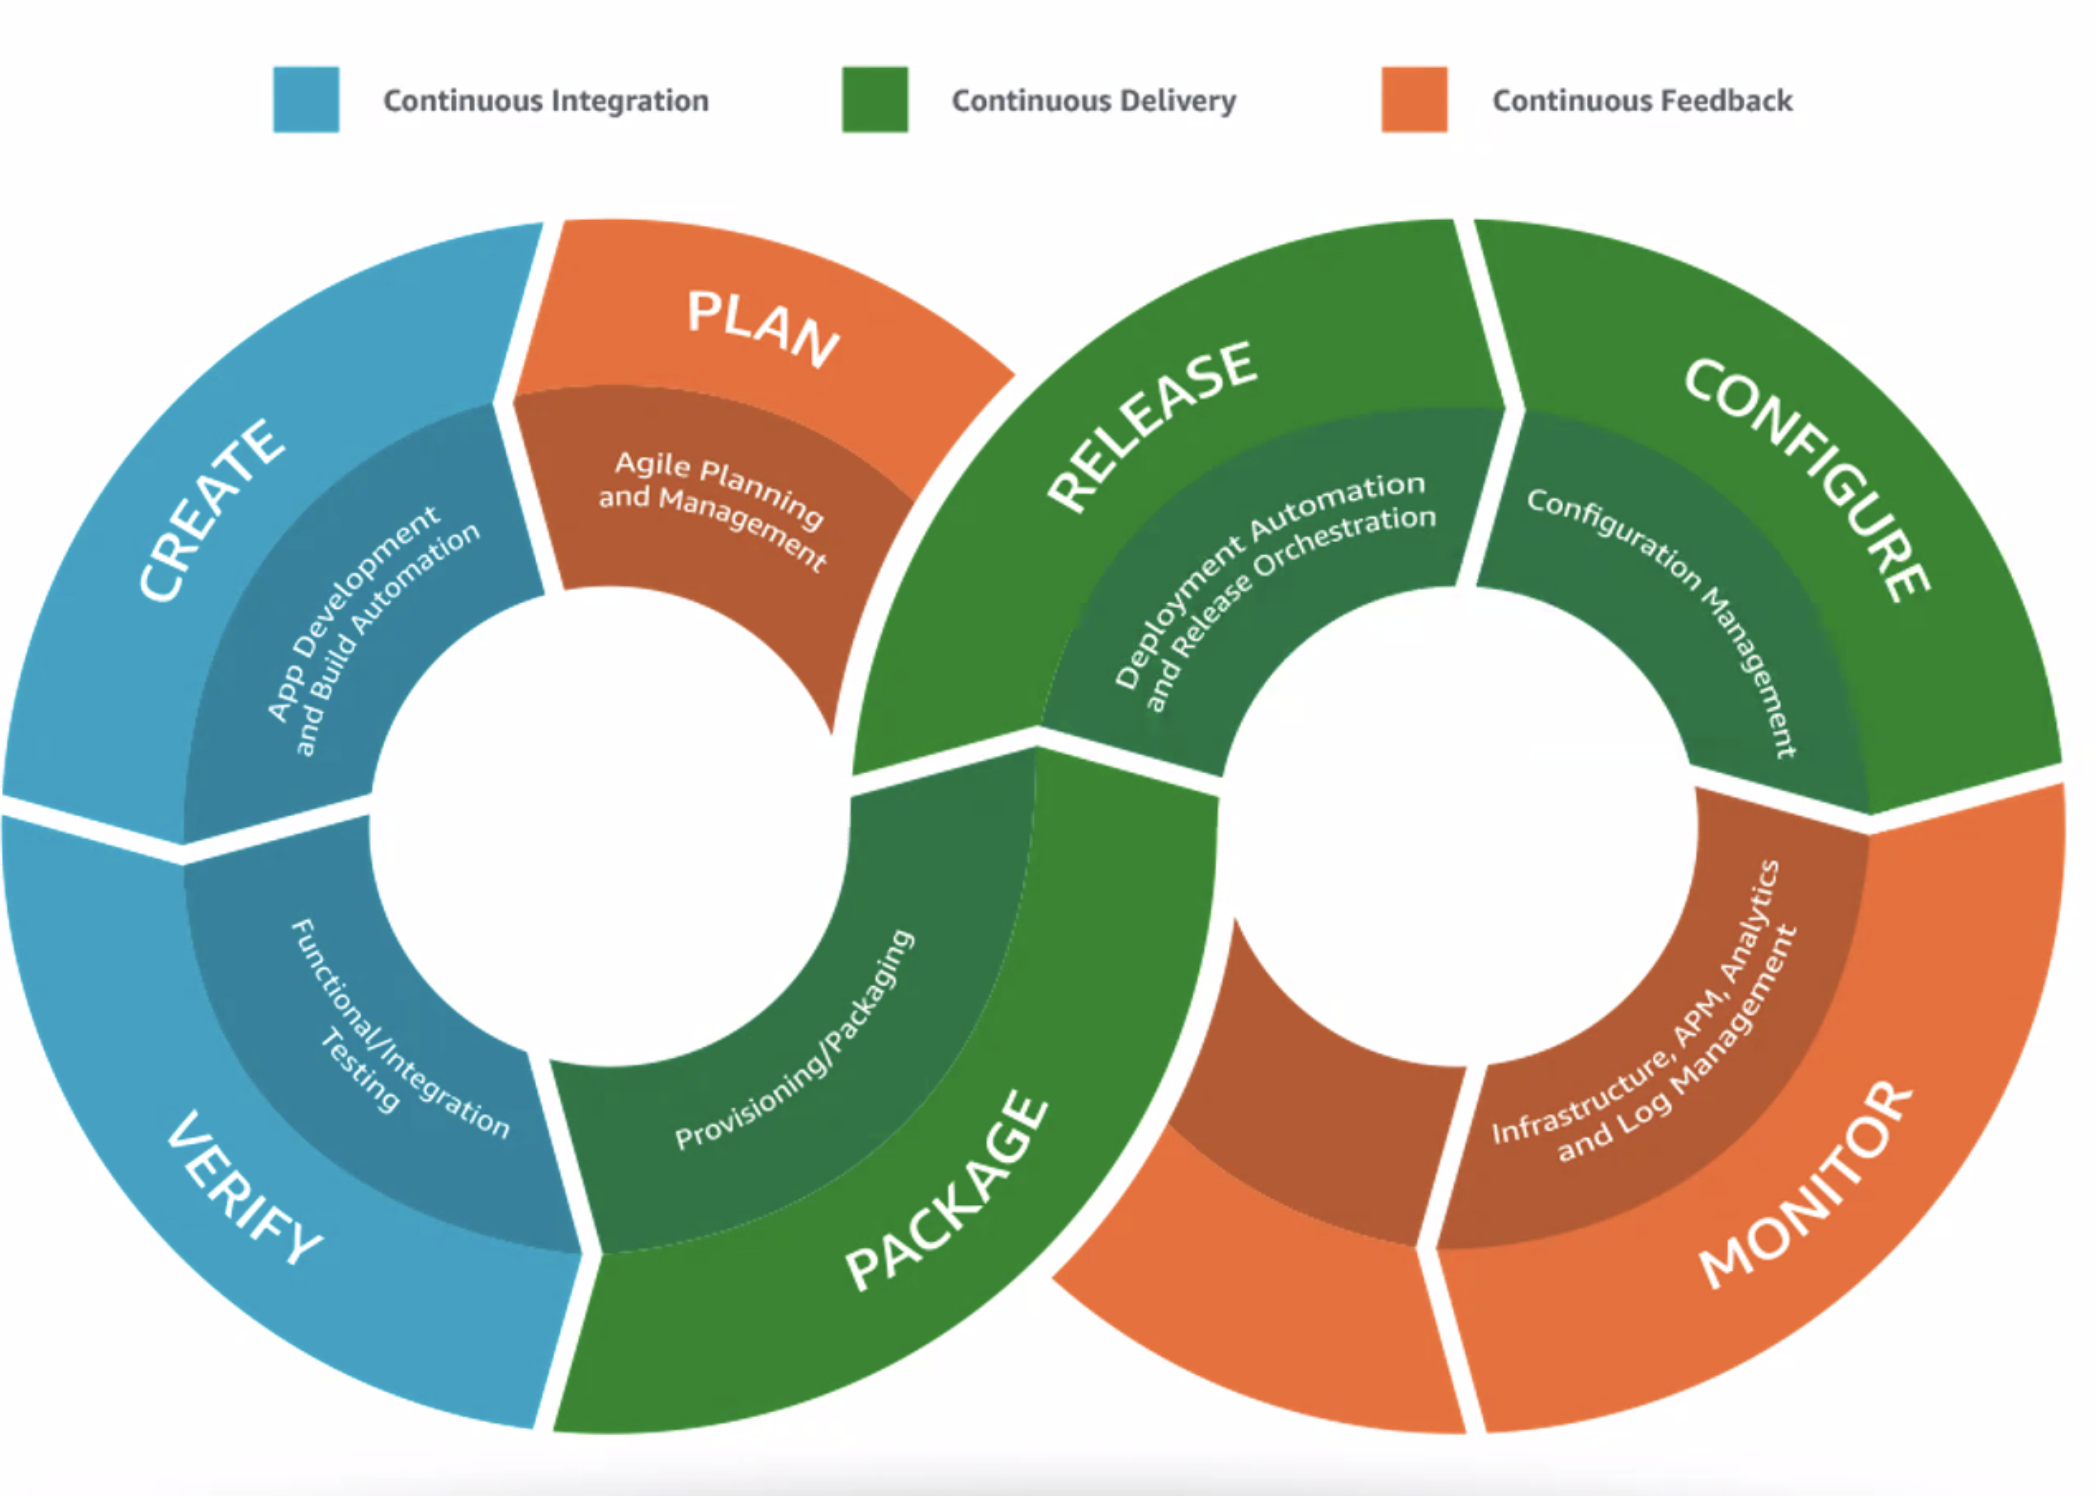 Continuous Integration
Continuous Delivery
Continuous Feedback
PLAN
Agile Planning
and Management
CREATE
App Development
and Build Automation
VERIFY
Functional/Integration
Testing
PACKAGE
Provisioning/Packaging
RELEASE
Deployment Automation
and Release Orchestration
CONFIGURE
Configuration Management
MONITOR
Infrastructure, APM, Analytics
and Log Management